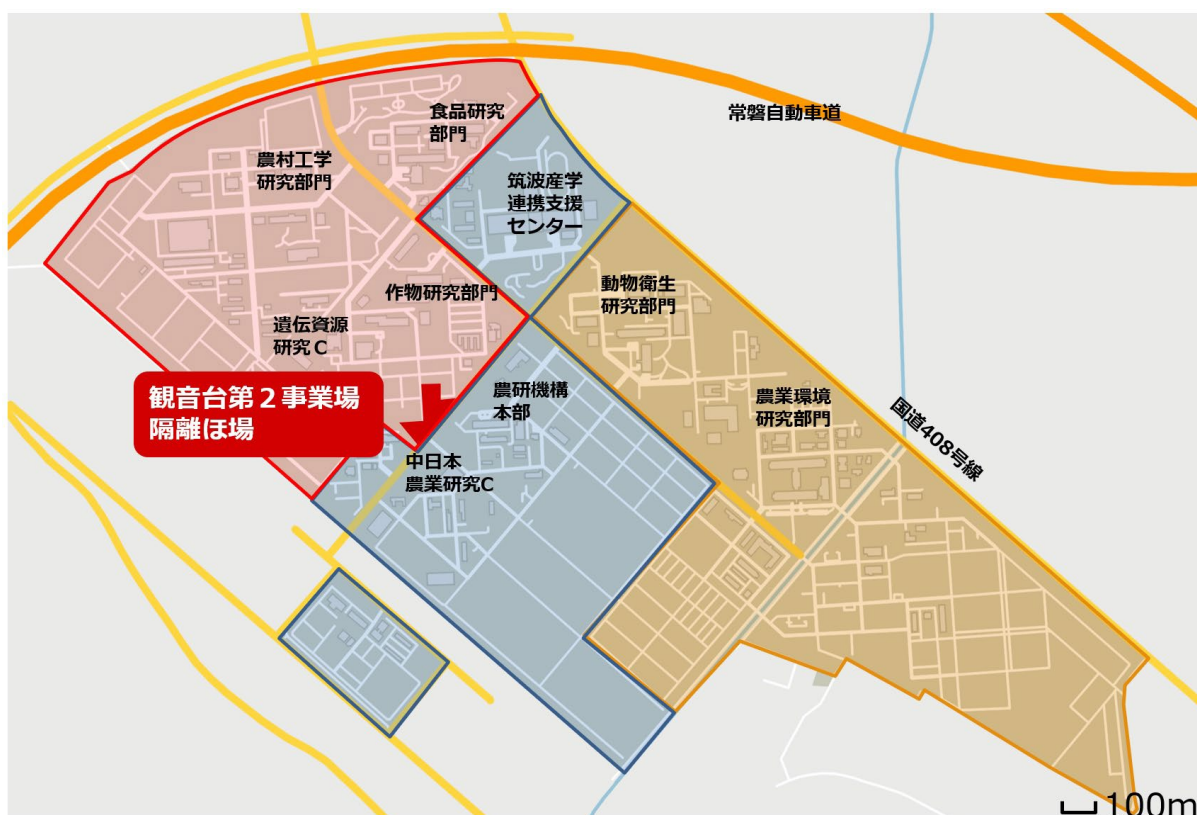 常磐自動車道
食品研究
部門
農村工学
研究部門
筑波産学
連携支援
センター
作物研究部門
動物衛生
研究部門
遺伝資源
研究C
観音台第２事業場
隔離ほ場
農研機構
本部
農業環境
研究部門
国道408号線
中日本
農業研究C
100m